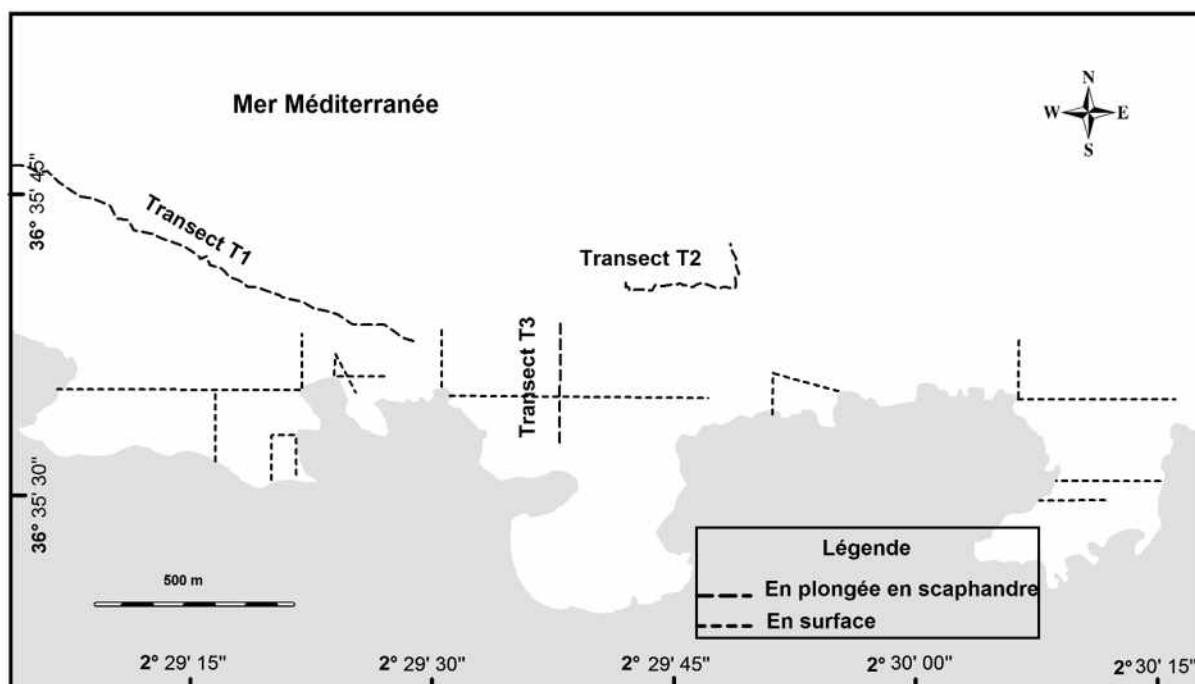 Mer Méditerranée
N
W E
S
36° 35' 45"
Transect T1
Transect T2
Transect T3
36° 35' 30"
Légende
500 m
En plongée en scaphandre
En surface
2° 29' 15"
2° 29' 30"
2° 29' 45"
2° 30' 00"
2° 30' 15"